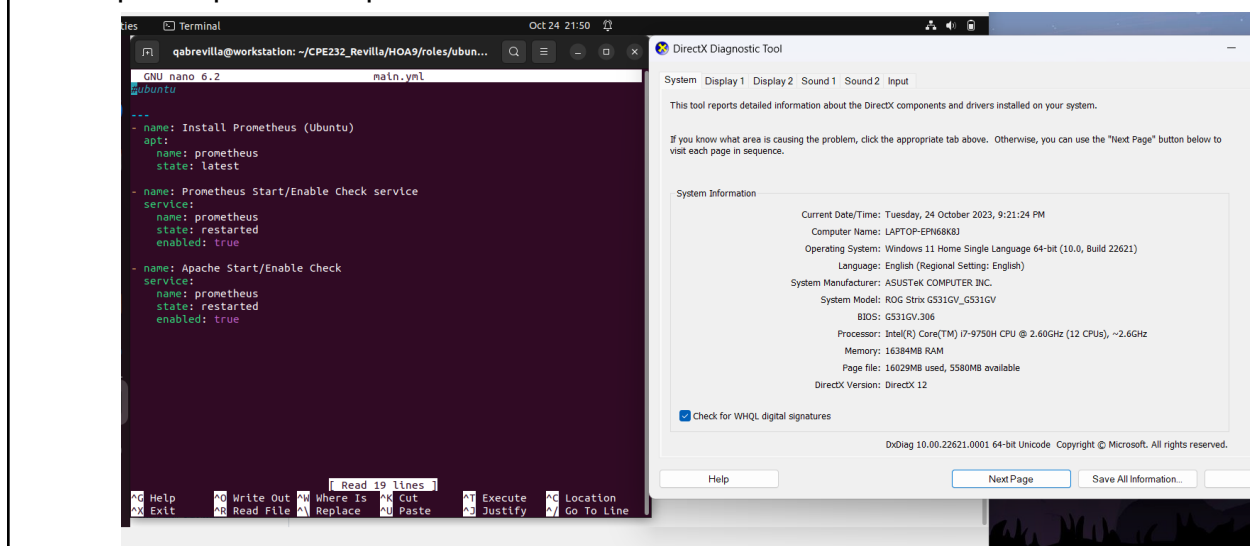 ties Terminal Oct 24 21:50
qabrevilla@workstation: ~/CPE232_Revilla/HOA9/roles/ubun...
GNU nano 6.2 main.yml
#ubuntu
---
- name: Install Prometheus (Ubuntu)
apt:
name: prometheus
state: latest
- name: Prometheus Start/Enable Check service
service:
name: prometheus
state: restarted
enabled: true
- name: Apache Start/Enable Check
service:
name: prometheus
state: restarted
enabled: true
[ Read 19 lines ]
^G Help ^O Write Out ^W Where Is ^K Cut ^T Execute ^C Location
^X Exit ^R Read File ^\ Replace ^U Paste ^J Justify ^/ Go To Line
DirectX Diagnostic Tool
System Display 1 Display 2 Sound 1 Sound 2 Input
This tool reports detailed information about the DirectX components and drivers installed on your system.
If you know what area is causing the problem, click the appropriate tab above. Otherwise, you can use the "Next Page" button below to
visit each page in sequence.
System Information
Current Date/Time: Tuesday, 24 October 2023, 9:21:24 PM
Computer Name: LAPTOP-EPN68K8J
Operating System: Windows 11 Home Single Language 64-bit (10.0, Build 22621)
Language: English (Regional Setting: English)
System Manufacturer: ASUSTeK COMPUTER INC.
System Model: ROG Strix G531GV_G531GV
BIOS: G531GV.306
Processor: Intel(R) Core(TM) i7-9750H CPU @ 2.60GHz (12 CPUs), ~2.6GHz
Memory: 16384MB RAM
Page file: 16029MB used, 5580MB available
DirectX Version: DirectX 12
Check for WHQL digital signatures
DxDiag 10.00.22621.0001 64-bit Unicode Copyright © Microsoft. All rights reserved.
Help Next Page Save All Information...